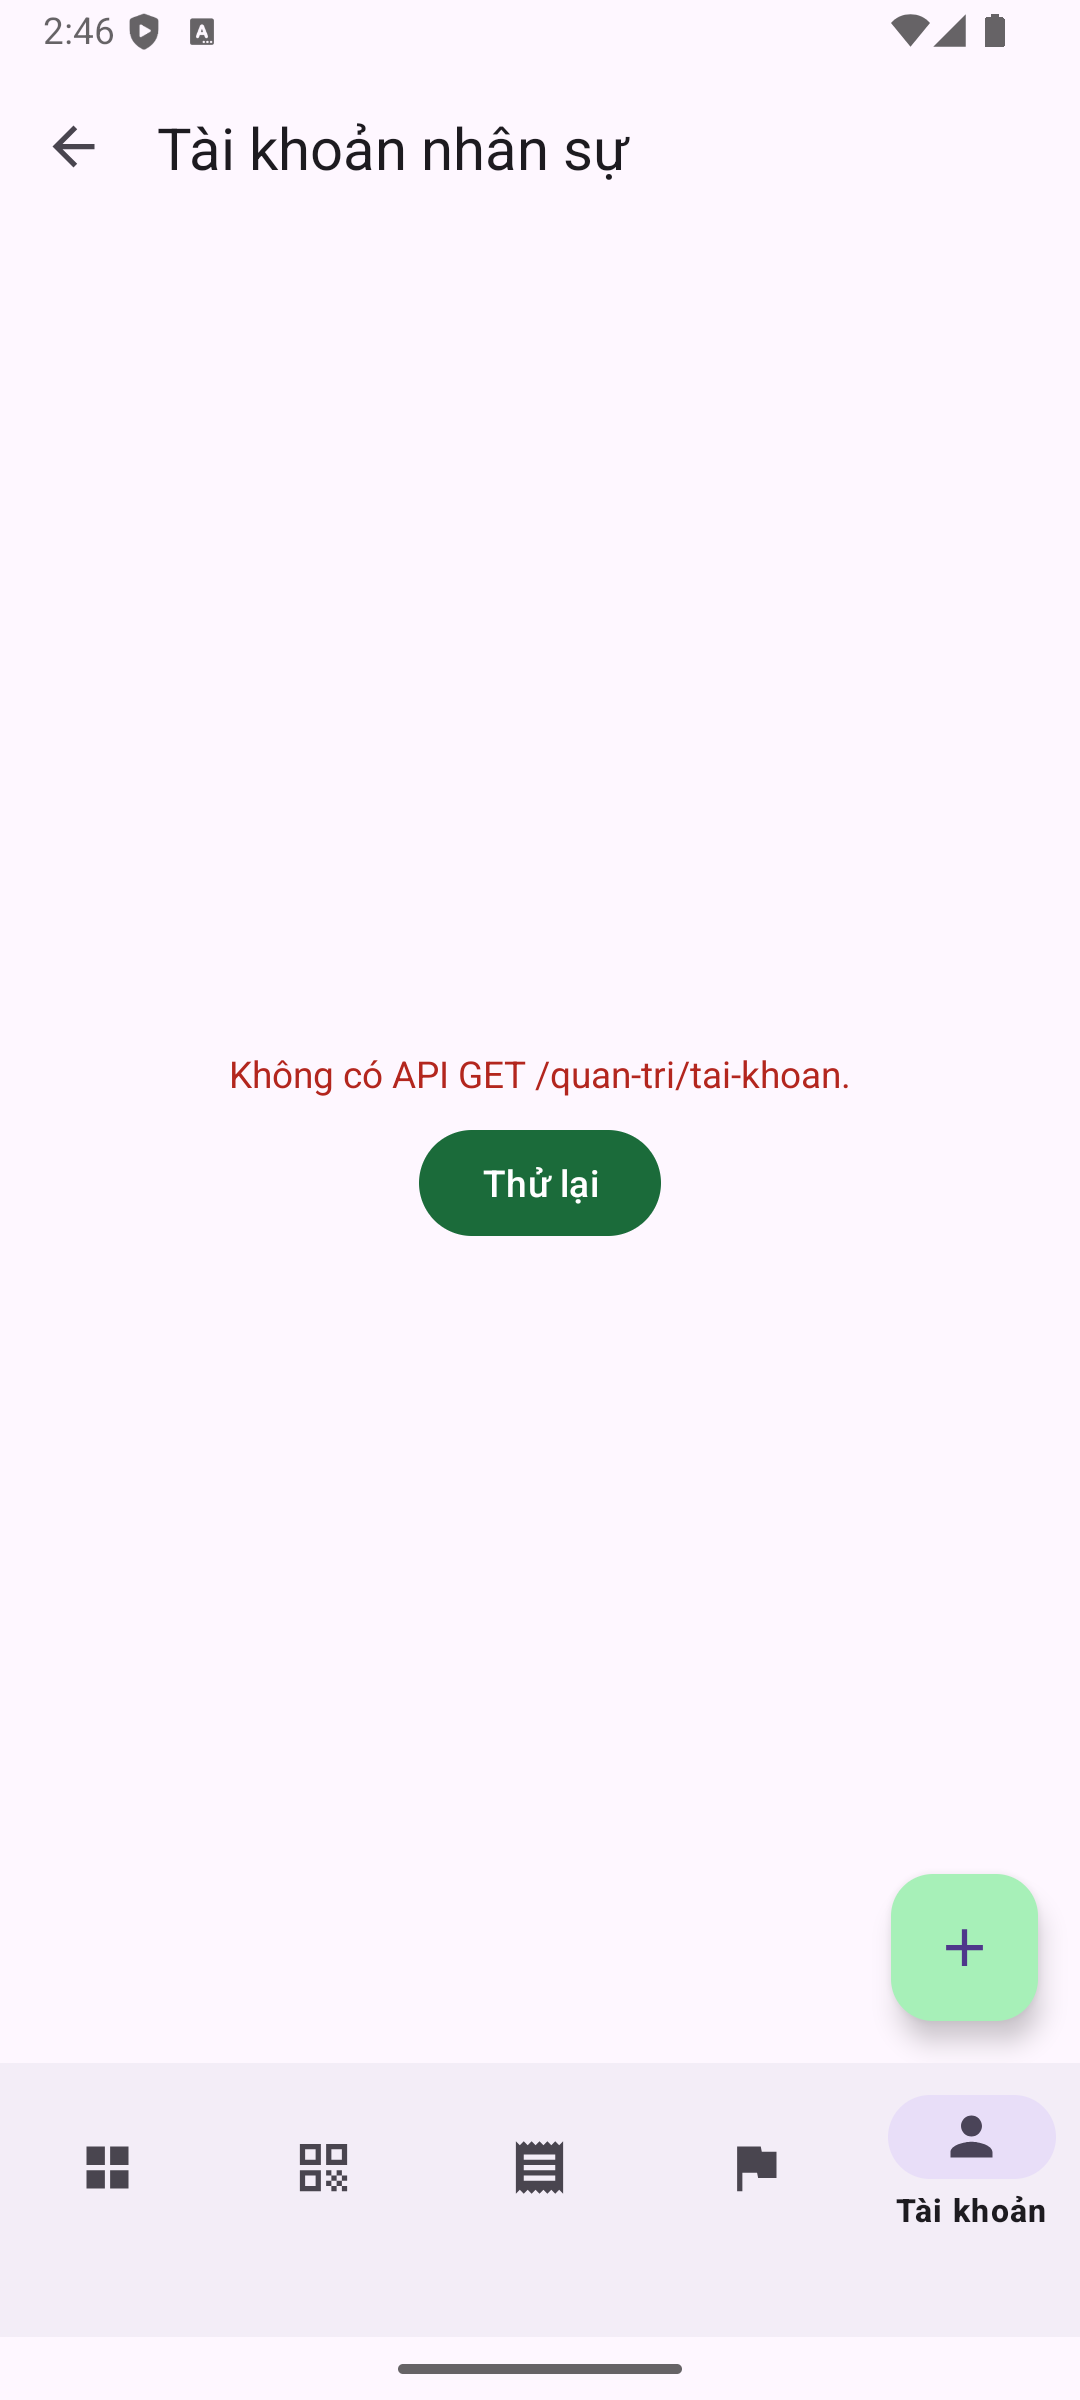 2:46
Tài khoản nhân sự
Không có API GET /quan-tri/tai-khoan.
Thử lại
Tài khoản